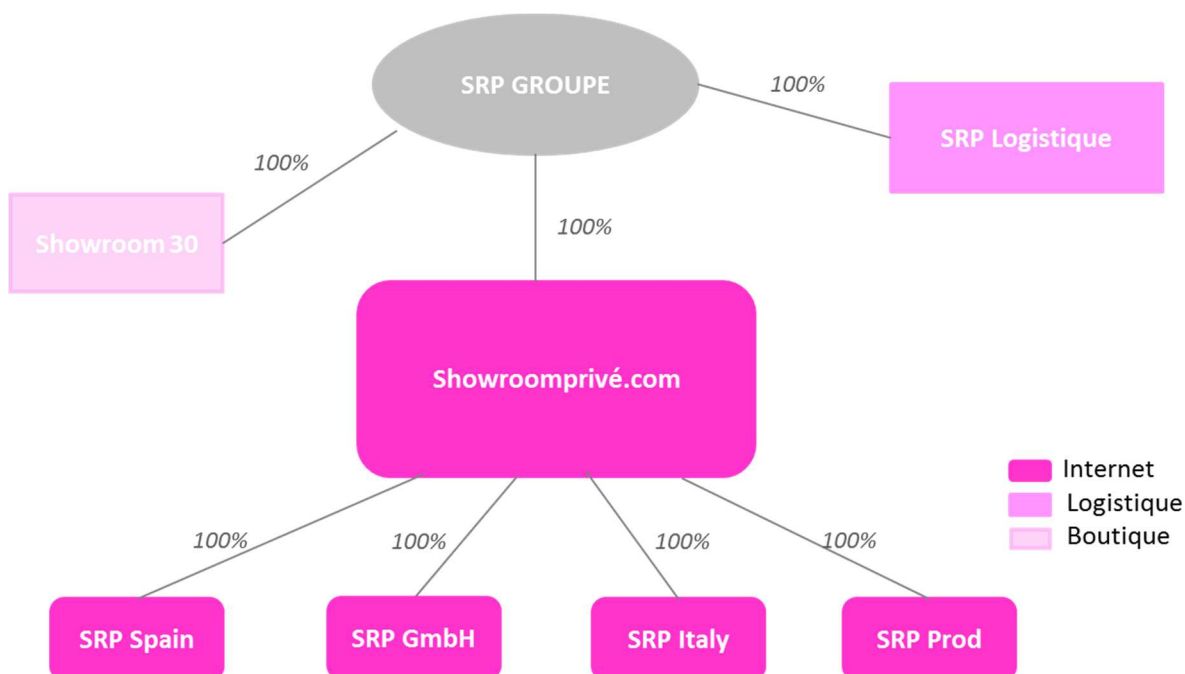 SRP GROUPE
100%
SRP Logistique
100%
Showroom 30
100%
Showroomprivé.com
Internet
Logistique
Boutique
100%
100%
100%
100%
SRP Spain
SRP GmbH
SRP Italy
SRP Prod